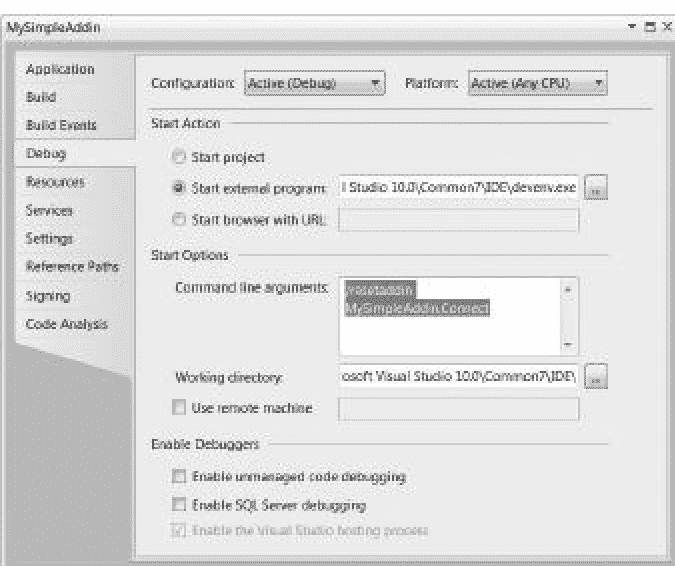 MySimpleAddin
Application
Build
Build Events
Debug
Resources
Services
Settings
Reference Paths
Signing
Code Analysis
Configuration: Active (Debug) Platform: Active (Any CPU)
Start Action
Start project
Start external program: l Studio 10.0\Common7\IDE\devenv.exe ...
Start browser with URL:
Start Options
Command line arguments:
/resetaddin
MySimpleAddin.Connect
Working directory: osoft Visual Studio 10.0\Common7\IDE\ ...
Use remote machine
Enable Debuggers
Enable unmanaged code debugging
Enable SQL Server debugging
Enable the Visual Studio hosting process